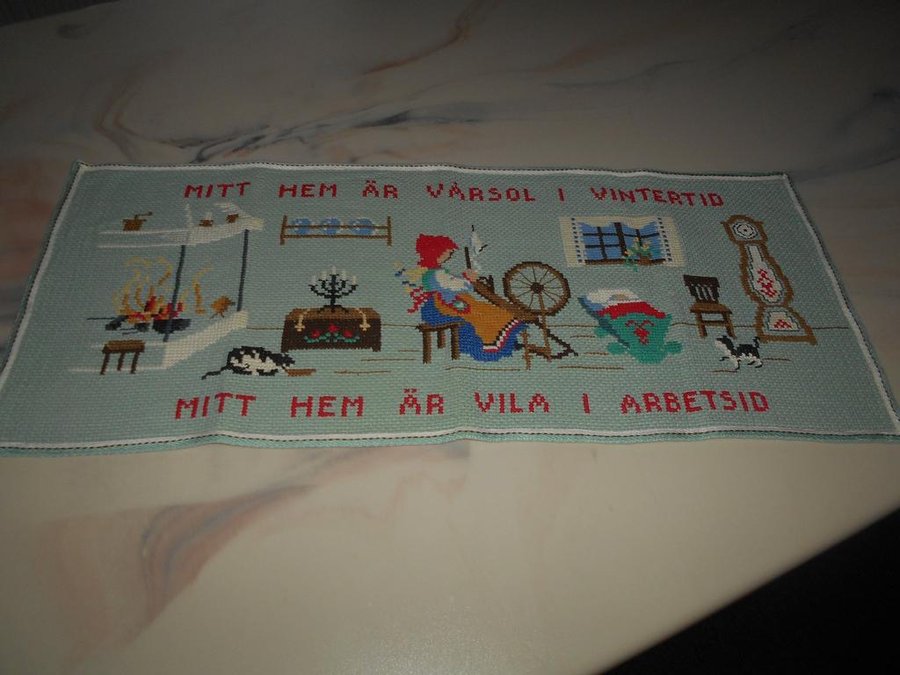 MITT HEM ÄR VÅRSOL I VINTERTID
MITT HEM ÄR VILA I ARBETSID